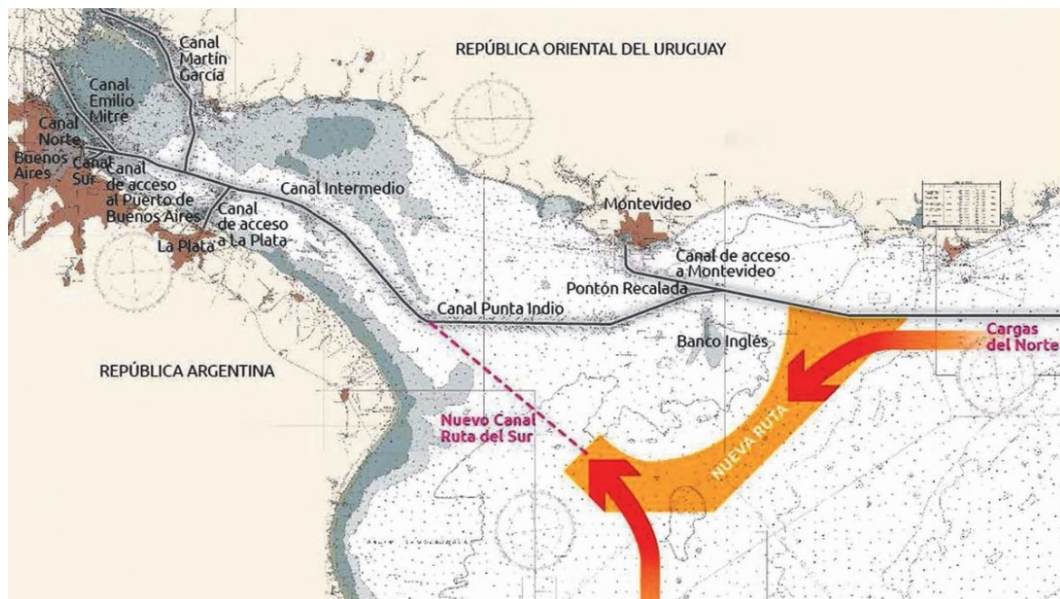 REPÚBLICA ORIENTAL DEL URUGUAY
Canal
Martín
García
Canal
Emilio
Mitre
Canal
Norte
Buenos
Aires
Canal
Sur
Canal
de acceso
al Puerto de
Buenos Aires
Canal Intermedio
Canal
de acceso
a La Plata
La Plata
Montevideo
Canal de acceso
a Montevideo
Pontón Recalada
Canal Punta Indio
Banco Inglés
Cargas
del Norte
REPÚBLICA ARGENTINA
Nuevo Canal
Ruta del Sur
NUEVA RUTA